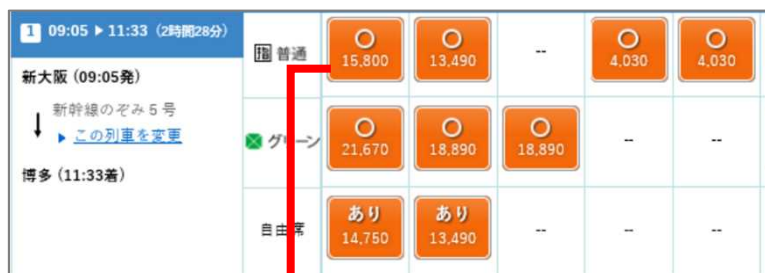 1 09:05 ▶ 11:33 (2時間28分)
新大阪 (09:05発)
↓ 新幹線のぞみ5号
▶ この列車を変更
博多 (11:33着)
指 普通 ○ 15,800 ○ 13,490 -- ○ 4,030 ○ 4,030
グリーン ○ 21,670 ○ 18,890 ○ 18,890 -- --
自由席 あり 14,750 あり 13,490 -- -- --